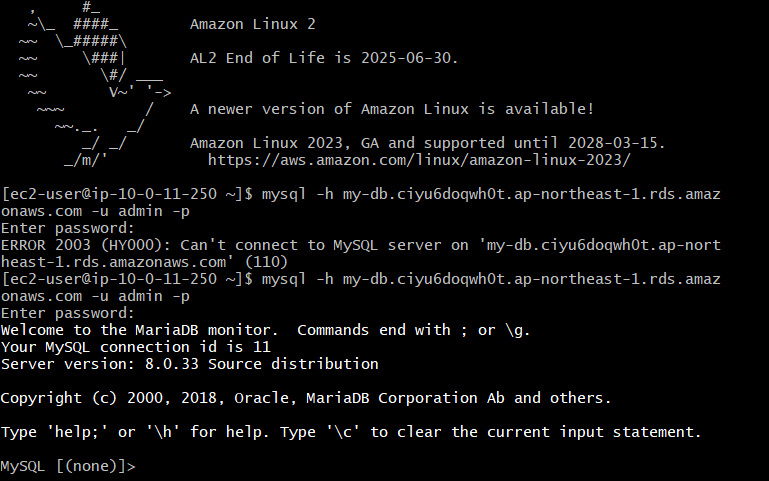 ,     #_
   ~\_  ####_        Amazon Linux 2
  ~~  \_#####\
  ~~     \###|       AL2 End of Life is 2025-06-30.
  ~~       \#/ ___
   ~~       V~' '->
    ~~~         /    A newer version of Amazon Linux is available!
      ~~._.   _/
         _/ _/       Amazon Linux 2023, GA and supported until 2028-03-15.
       _/m/'           https://aws.amazon.com/linux/amazon-linux-2023/
[ec2-user@ip-10-0-11-250 ~]$ mysql -h my-db.ciyu6doqwh0t.ap-northeast-1.rds.amaz
onaws.com -u admin -p
Enter password:
ERROR 2003 (HY000): Can't connect to MySQL server on 'my-db.ciyu6doqwh0t.ap-nort
heast-1.rds.amazonaws.com' (110)
[ec2-user@ip-10-0-11-250 ~]$ mysql -h my-db.ciyu6doqwh0t.ap-northeast-1.rds.amaz
onaws.com -u admin -p
Enter password:
Welcome to the MariaDB monitor.  Commands end with ; or \g.
Your MySQL connection id is 11
Server version: 8.0.33 Source distribution
Copyright (c) 2000, 2018, Oracle, MariaDB Corporation Ab and others.
Type 'help;' or '\h' for help. Type '\c' to clear the current input statement.
MySQL [(none)]>